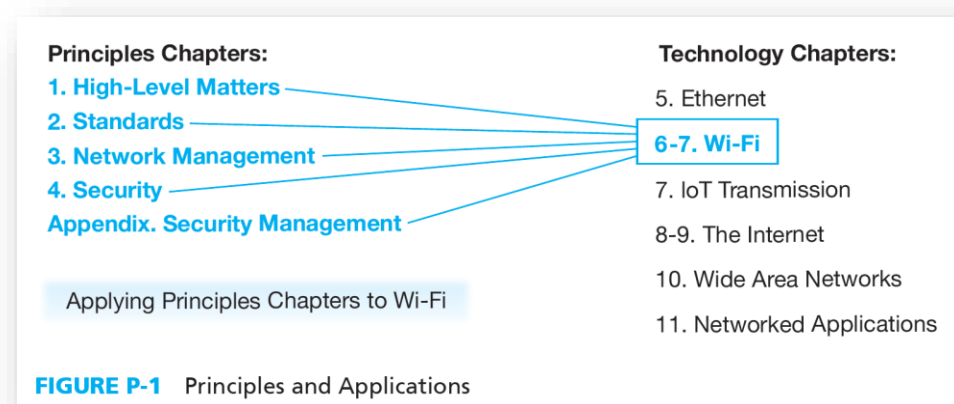 Principles Chapters:
1. High-Level Matters
2. Standards
3. Network Management
4. Security
Appendix. Security Management
Applying Principles Chapters to Wi-Fi
Technology Chapters:
5. Ethernet
6-7. Wi-Fi
7. IoT Transmission
8-9. The Internet
10. Wide Area Networks
11. Networked Applications
FIGURE P-1 Principles and Applications